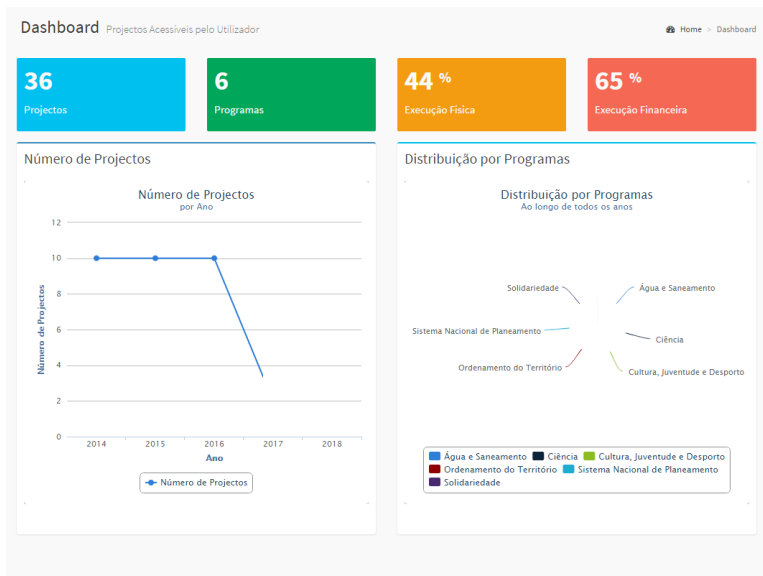 Dashboard Projectos Acessiveis pelo Utilizador
Home > Dashboard
36
Projectos
6
Programas
44 %
Execução Física
65 %
Execução Financeira
Número de Projectos
Número de Projectos
por Ano
Número de Projectos
12
10
8
6
4
2
0
2014 2015 2016 2017 2018
Ano
Número de Projectos
Distribuição por Programas
Distribuição por Programas
Ao longo de todos os anos
Solidariedade
Água e Saneamento
Sistema Nacional de Planeamento
Ciência
Ordenamento do Território
Cultura, Juventude e Desporto
Água e Saneamento Ciência Cultura, Juventude e Desporto
Ordenamento do Território Sistema Nacional de Planeamento
Solidariedade